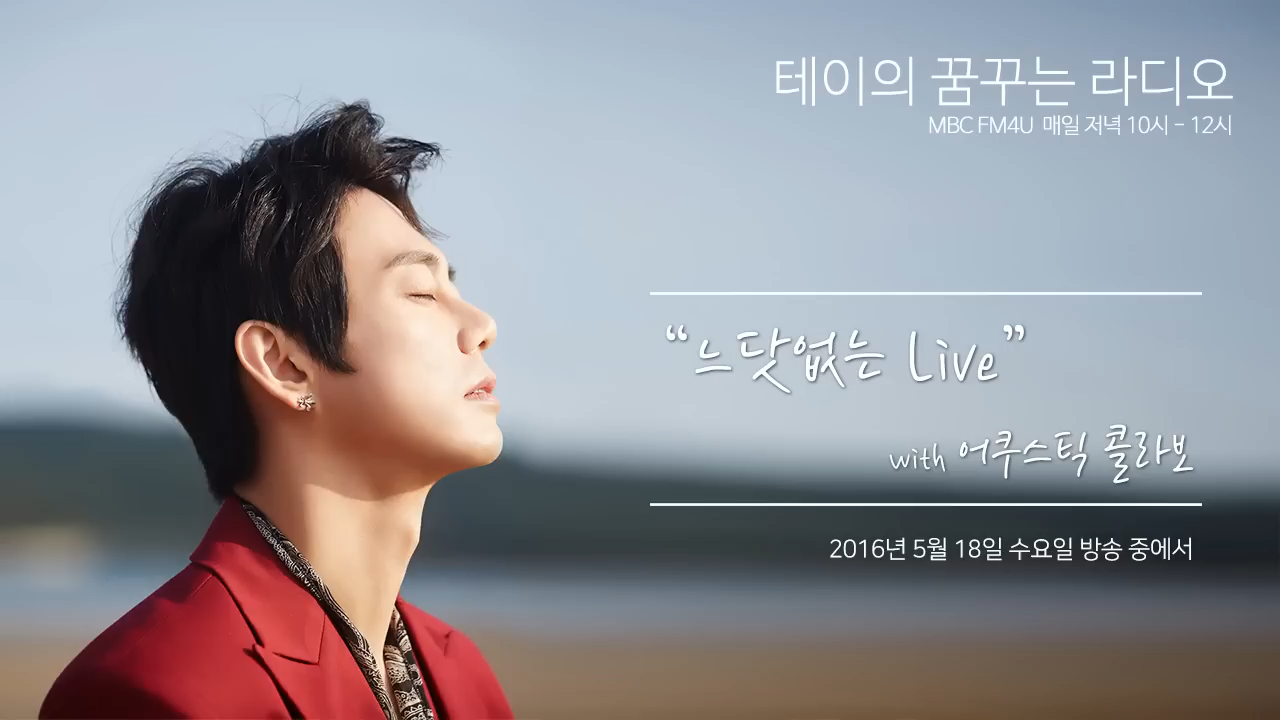 테이의 꿈꾸는 라디오
MBC FM4U 매일 저녁 10시 - 12시
“느닷없는 Live”
with 어쿠스틱 콜라보
2016년 5월 18일 수요일 방송 중에서